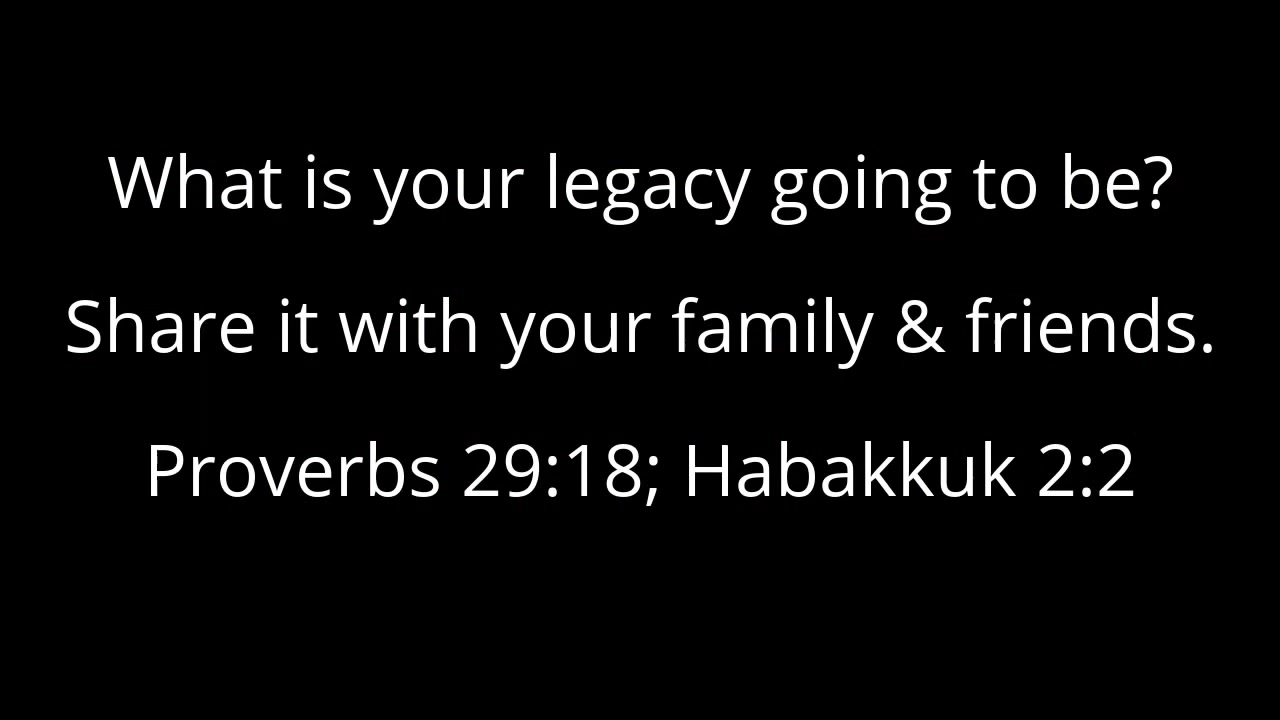 What is your legacy going to be?
Share it with your family & friends.
Proverbs 29:18; Habakkuk 2:2